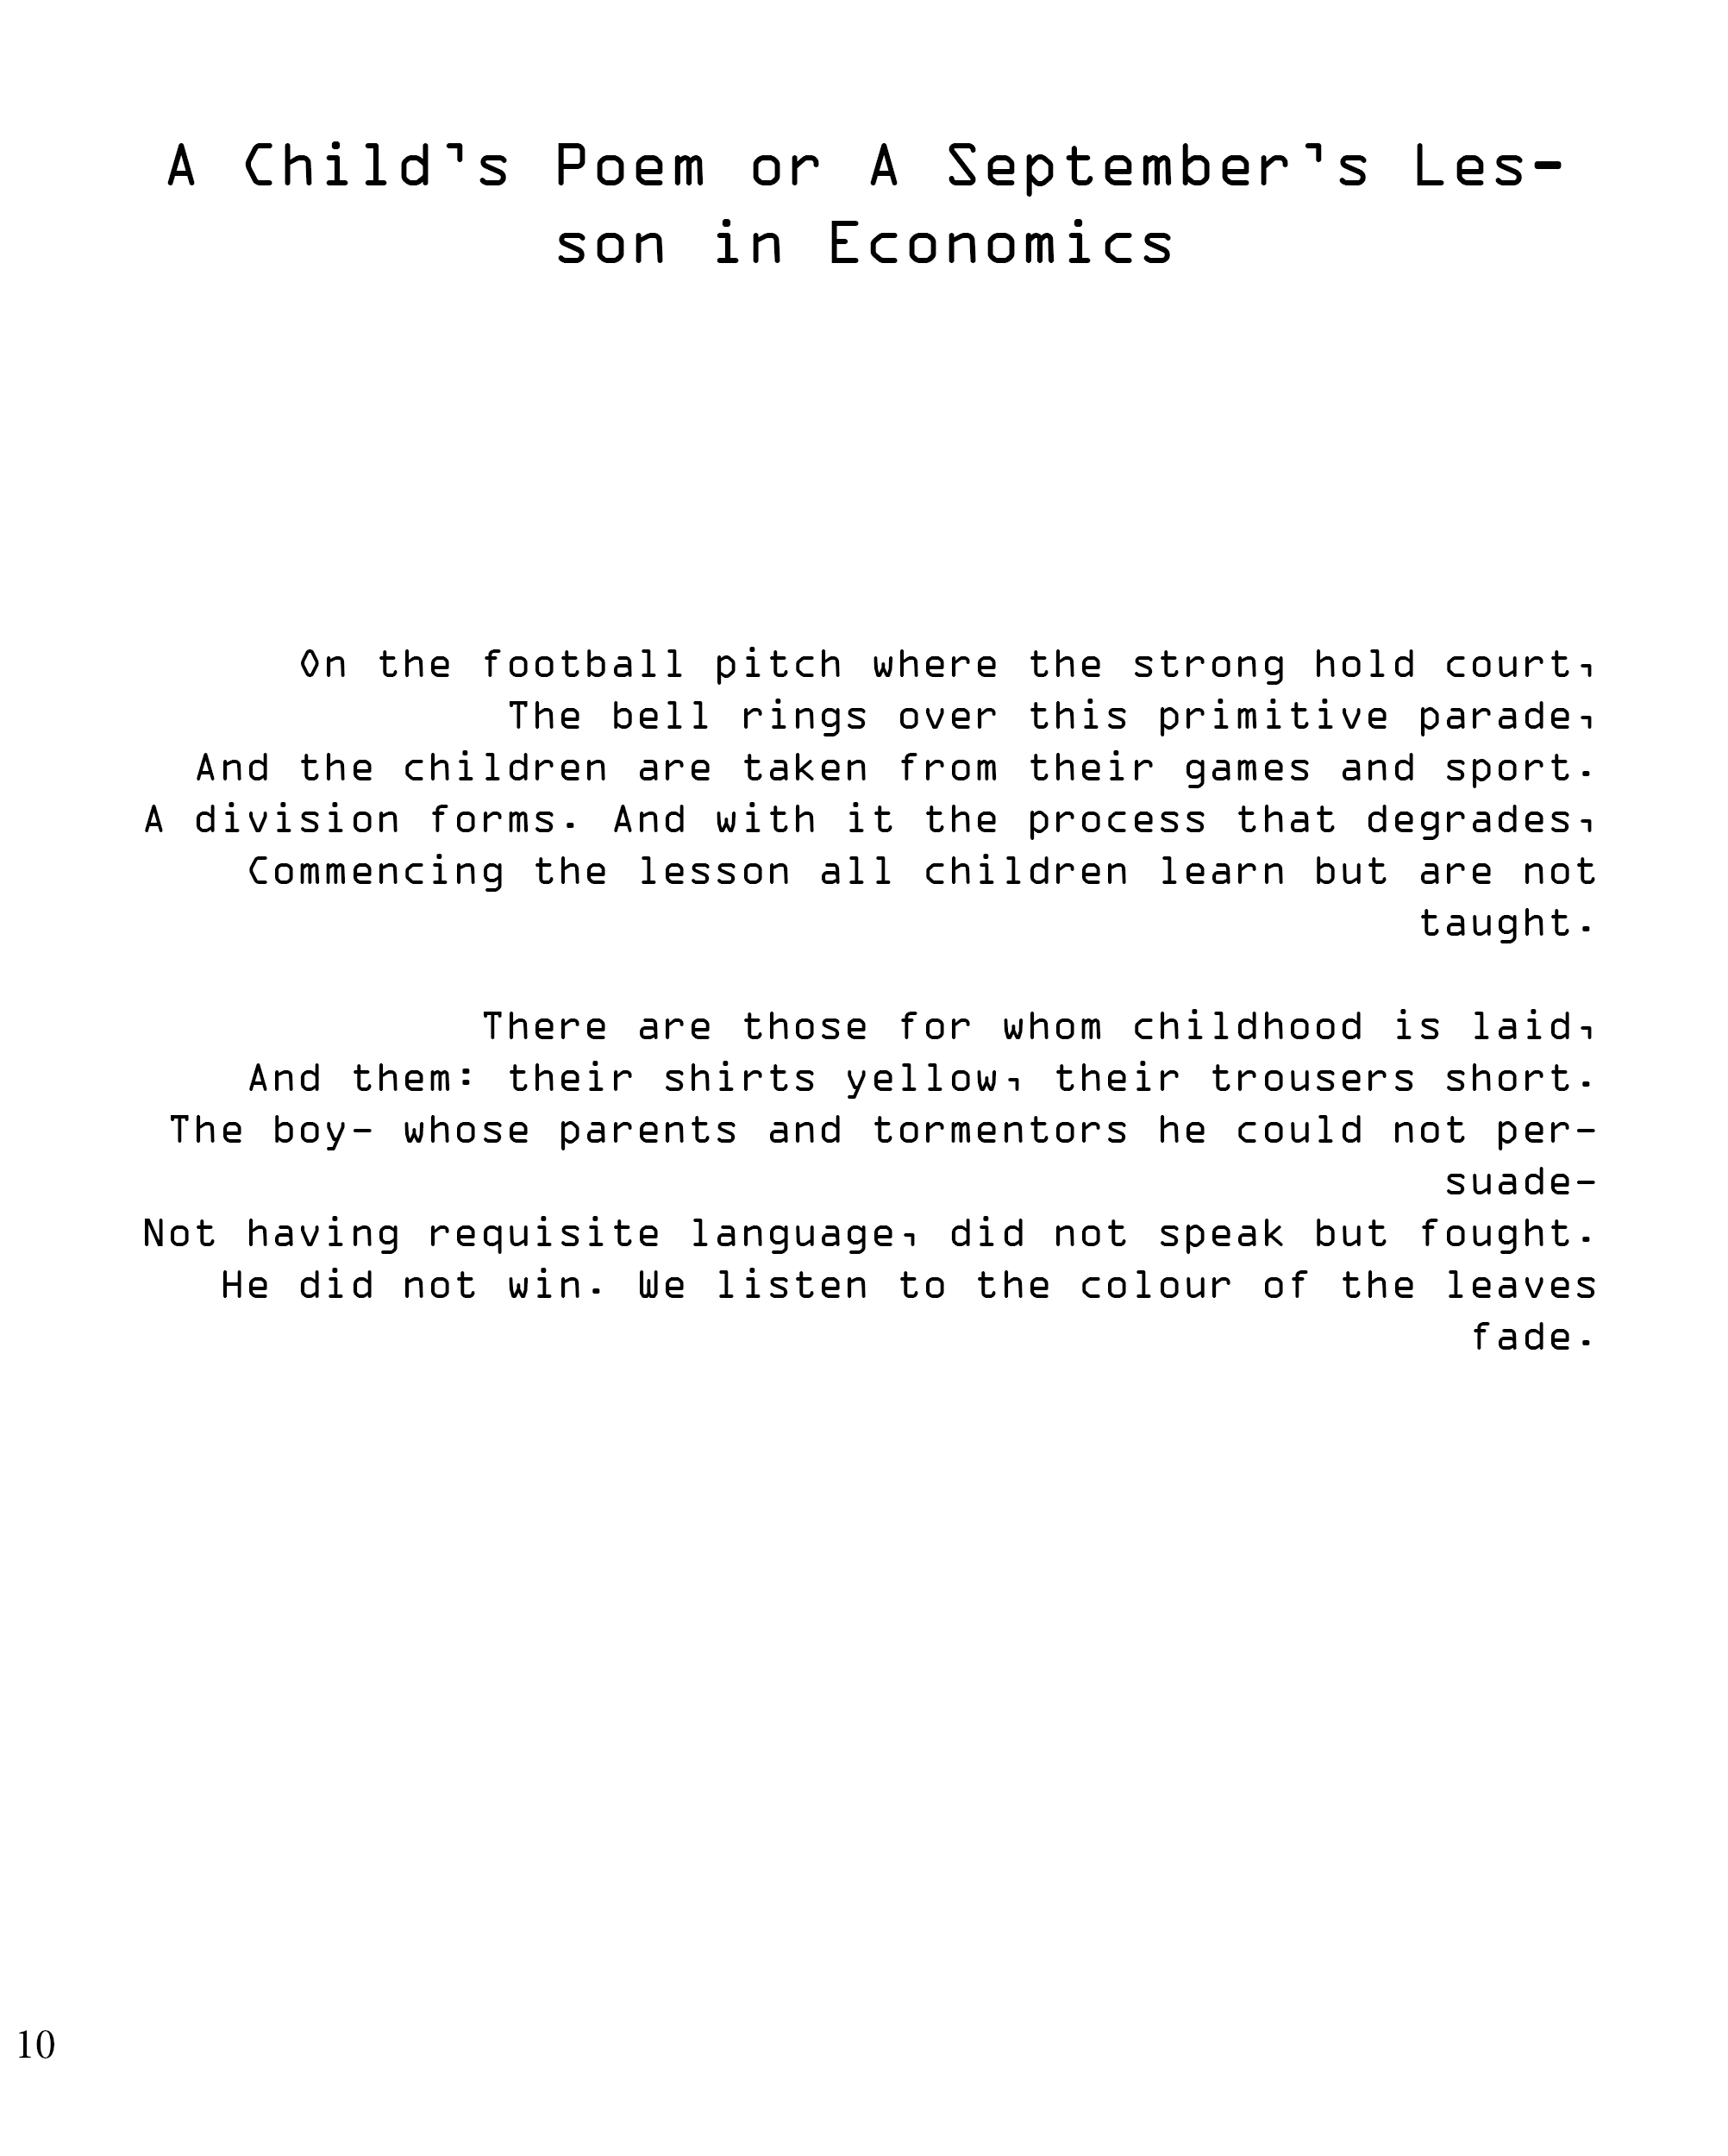 A Child's Poem or A September's Les-
son in Economics
On the football pitch where the strong hold court,
The bell rings over this primitive parade,
And the children are taken from their games and sport.
A division forms. And with it the process that degrades,
Commencing the lesson all children learn but are not
taught.
There are those for whom childhood is laid,
And them: their shirts yellow, their trousers short.
The boy- whose parents and tormentors he could not per-
suade-
Not having requisite language, did not speak but fought.
He did not win. We listen to the colour of the leaves
fade.
10